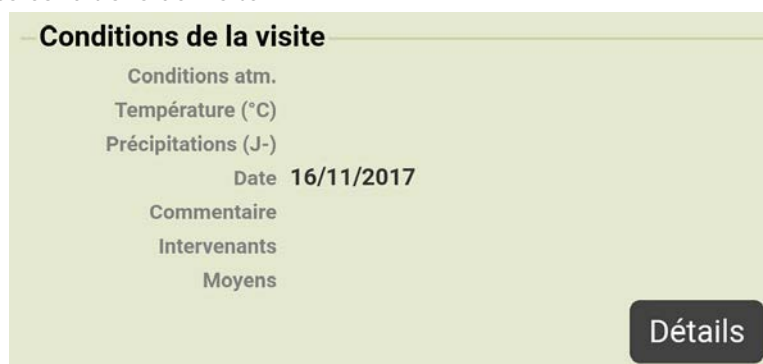 Conditions de la visite
Conditions atm.
Température (°C)
Précipitations (J-)
Date 16/11/2017
Commentaire
Intervenants
Moyens
Détails